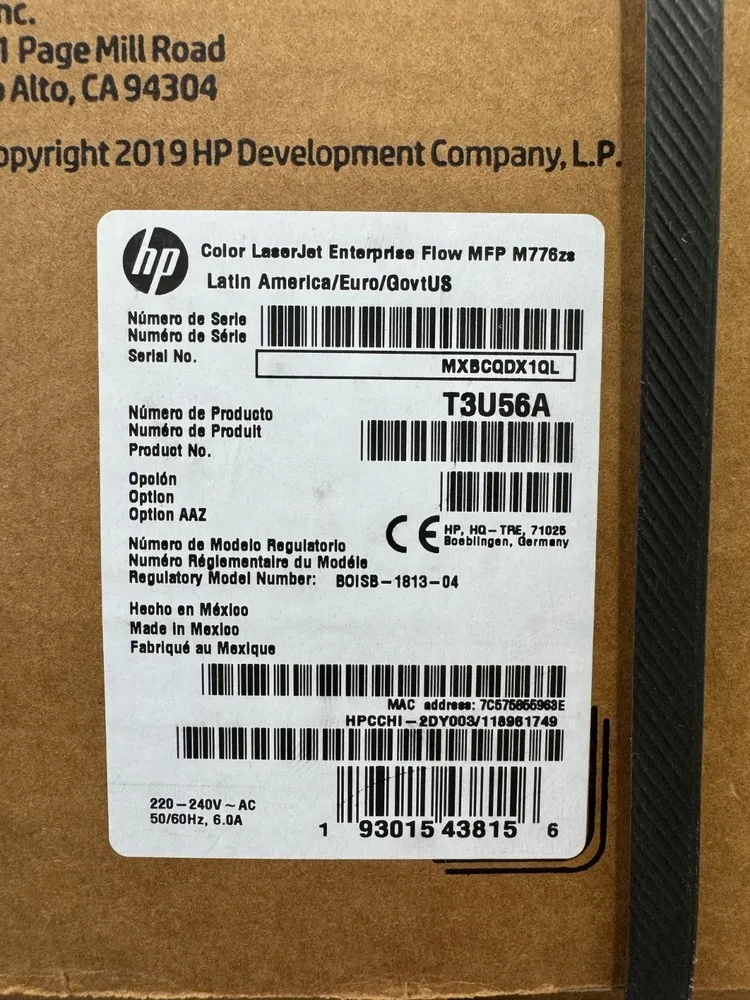 nc.
1 Page Mill Road
o Alto, CA 94304
opyright 2019 HP Development Company, L.P.
hp
Color LaserJet Enterprise Flow MFP M776zs
Latin America/Euro/GovtUS
Número de Serie
Numéro de Série
Serial No.
MXBCQDX1QL
T3U56A
Número de Producto
Numéro de Produit
Product No.
Opción
Option
Option AAZ
CE HP, HQ-TRE, 71025
Boeblingen, Germany
Número de Modelo Regulatorio
Numéro Réglementaire du Modèle
Regulatory Model Number: BOISB-1813-04
Hecho en México
Made in Mexico
Fabriqué au Mexique
MAC address: 7C575855963E
HPCCHI-2DY003/118961749
220-240V~AC
50/60Hz, 6.0A
1 93015 43815 6